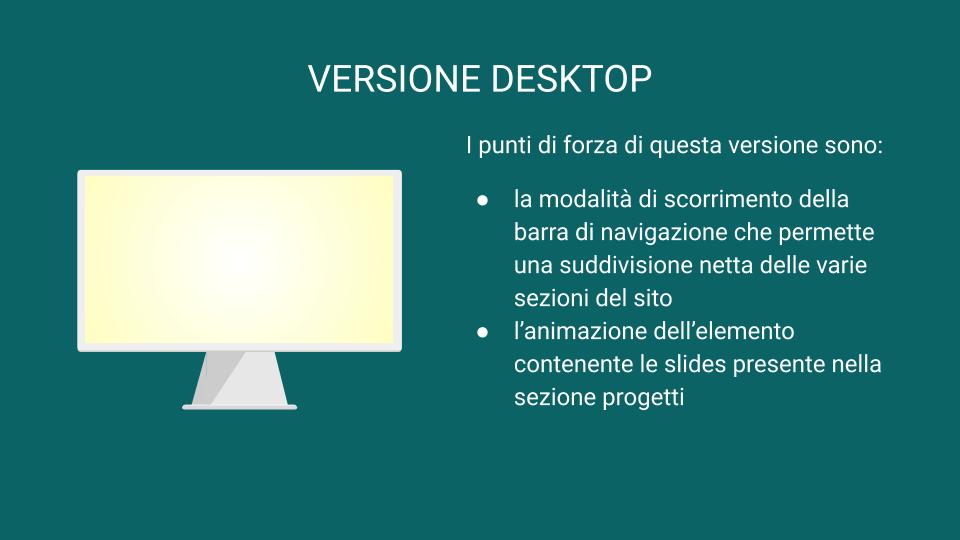 VERSIONE DESKTOP
I punti di forza di questa versione sono:
● la modalità di scorrimento della
barra di navigazione che permette
una suddivisione netta delle varie
sezioni del sito
● l’animazione dell’elemento
contenente le slides presente nella
sezione progetti